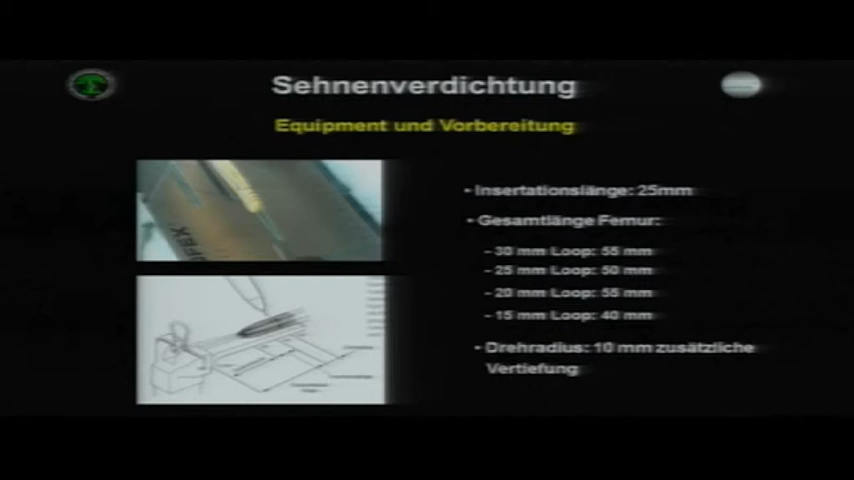 Sehnenverdichtung
Equipment und Vorbereitung
• Insertationslänge: 25mm
• Gesamtlänge Femur:
- 30 mm Loop: 55 mm
- 25 mm Loop: 50 mm
- 20 mm Loop: 55 mm
- 15 mm Loop: 40 mm
• Drehradius: 10 mm zusätzliche
Vertiefung